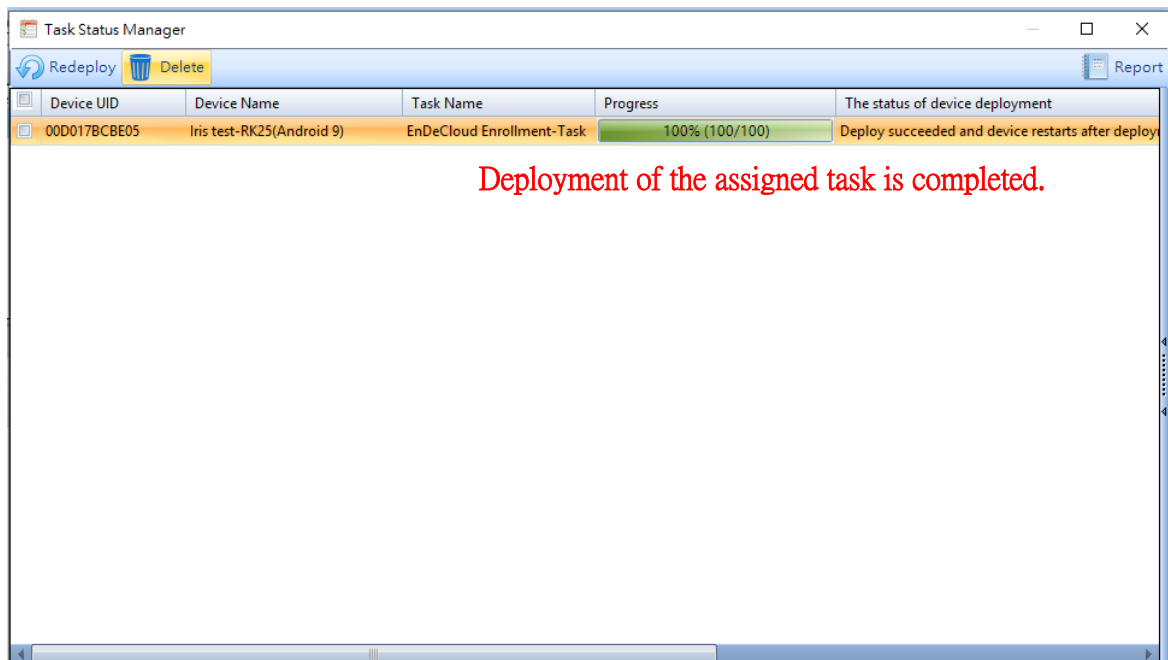 Task Status Manager
Redeploy Delete Report
Device UID Device Name Task Name Progress The status of device deployment
00D017BCBE05 Iris test-RK25(Android 9) EnDeCloud Enrollment-Task 100% (100/100) Deploy succeeded and device restarts after
Deployment of the assigned task is completed.